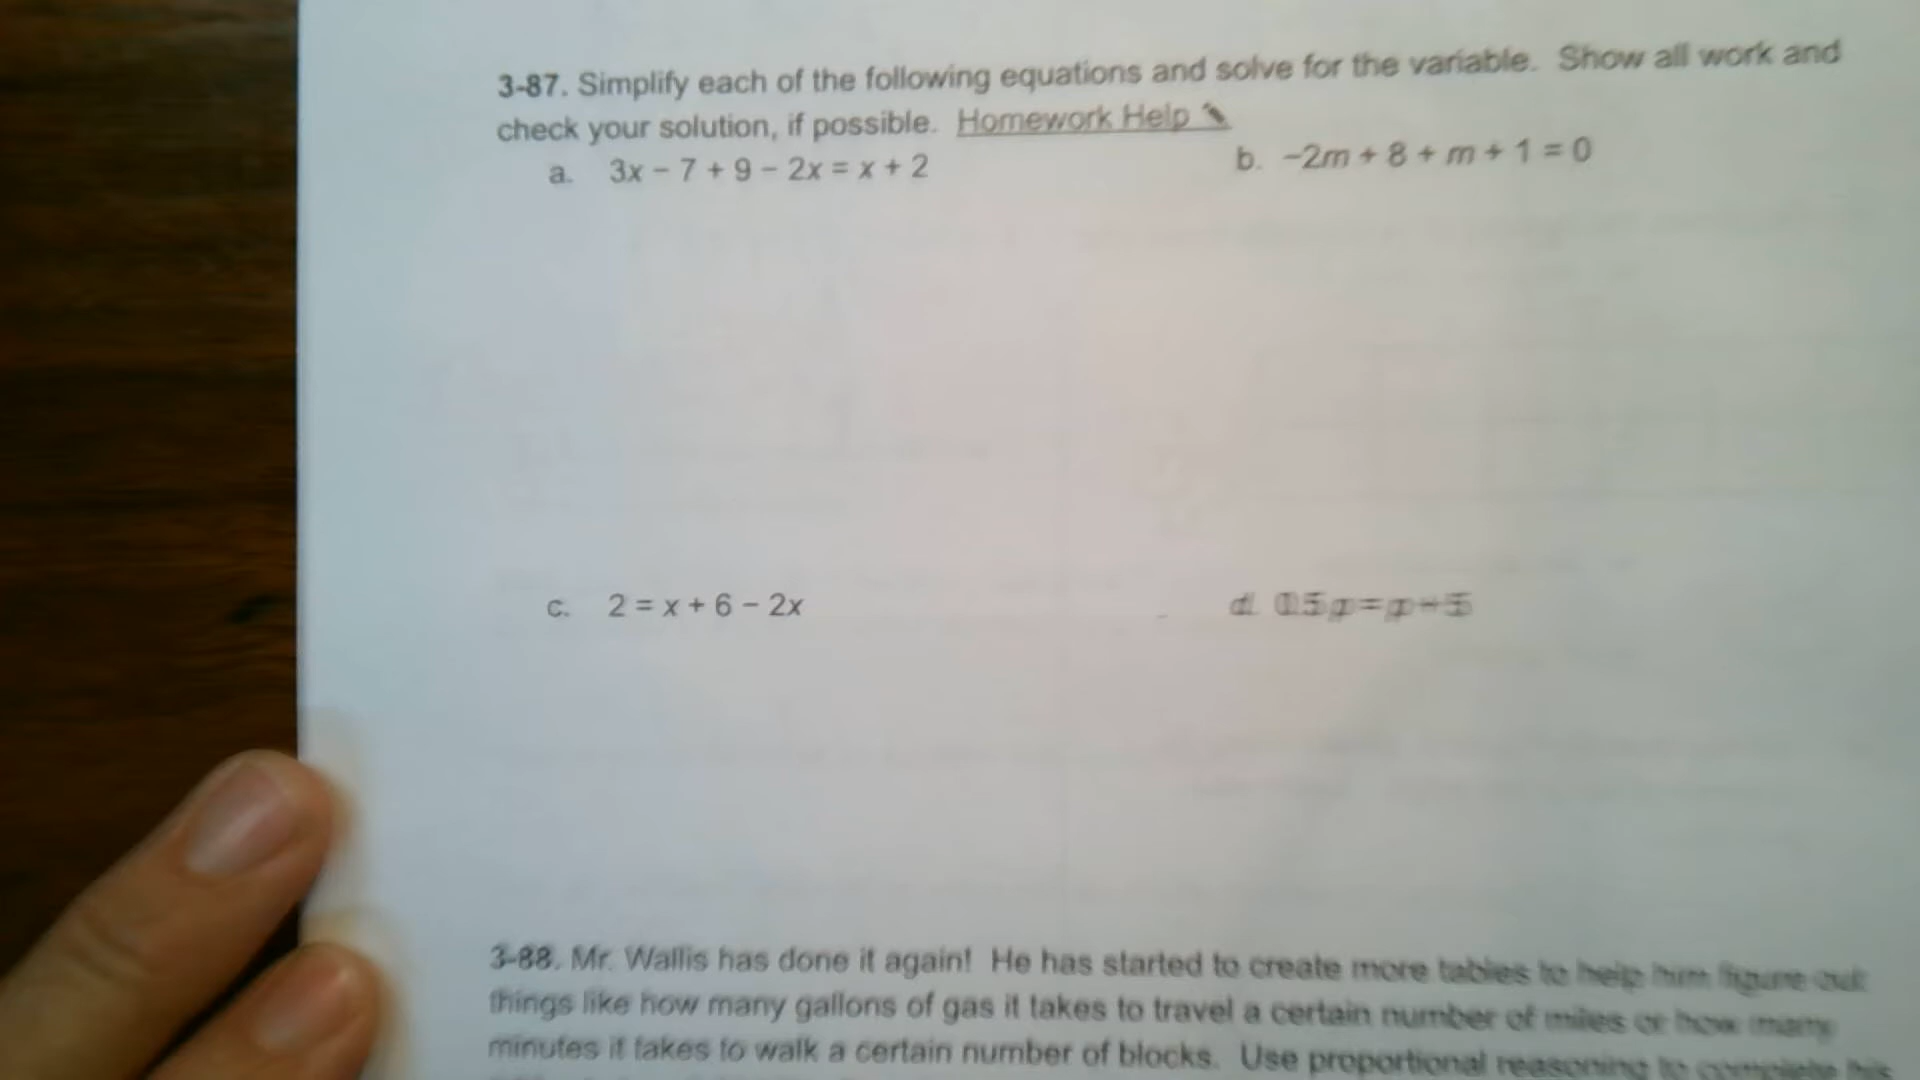 3-87. Simplify each of the following equations and solve for the variable. Show all work and
check your solution, if possible. Homework Help ✎
a. 3x − 7 + 9 − 2x = x + 2
b. −2m + 8 + m + 1 = 0
c. 2 = x + 6 − 2x
d. 0.5p = p + 5
3-88. Mr. Wallis has done it again! He has started to create more tables to help him figure out
things like how many gallons of gas it takes to travel a certain number of miles or how many
minutes it takes to walk a certain number of blocks. Use proportional reasoning to complete his